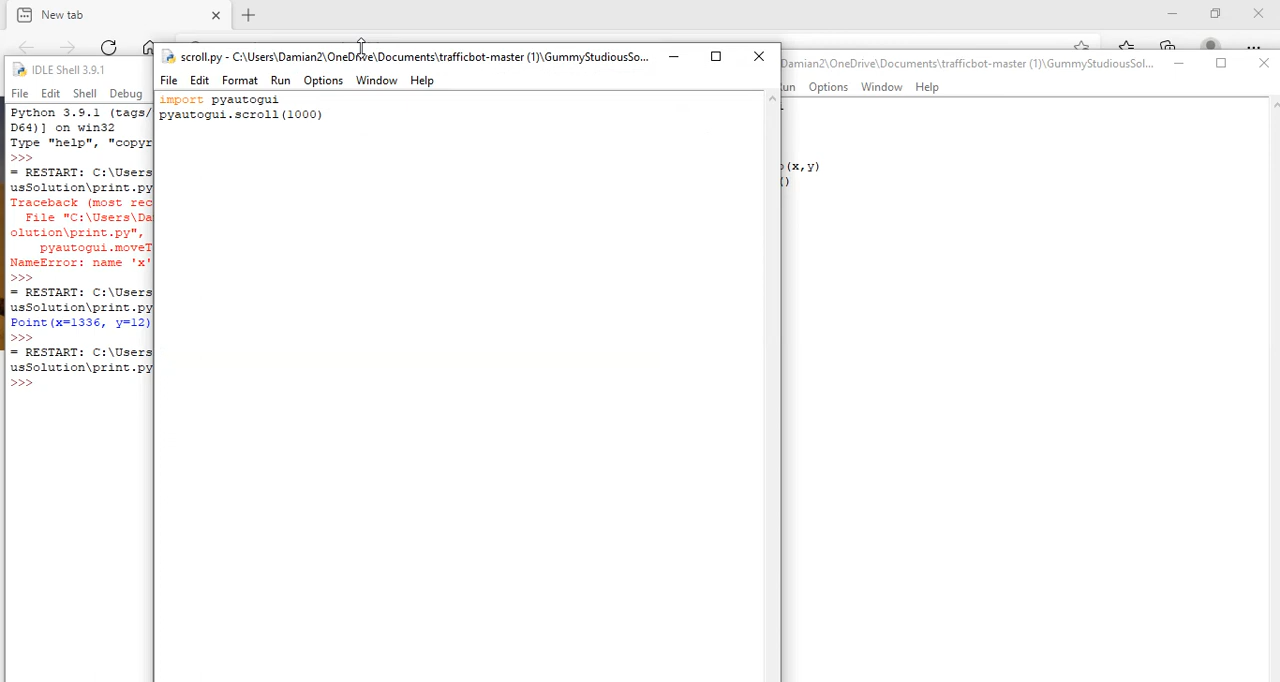 New tab
IDLE Shell 3.9.1
File Edit Shell Debug
Python 3.9.1 (tags/
D64)] on win32
Type "help", "copyr
>>>
= RESTART: C:\Users
usSolution\print.py
Traceback (most rec
File "C:\Users\Da
olution\print.py",
pyautogui.moveT
NameError: name 'x'
>>>
= RESTART: C:\Users
usSolution\print.py
Point(x=1336, y=12)
>>>
= RESTART: C:\Users
usSolution\print.py
>>>
scroll.py - C:\Users\Damian2\OneDrive\Documents\trafficbot-master (1)\GummyStudiousSo...
File Edit Format Run Options Window Help
import pyautogui
pyautogui.scroll(1000)
Damian2\OneDrive\Documents\trafficbot-master (1)\GummyStudiousSol...
un Options Window Help
(x,y)
()